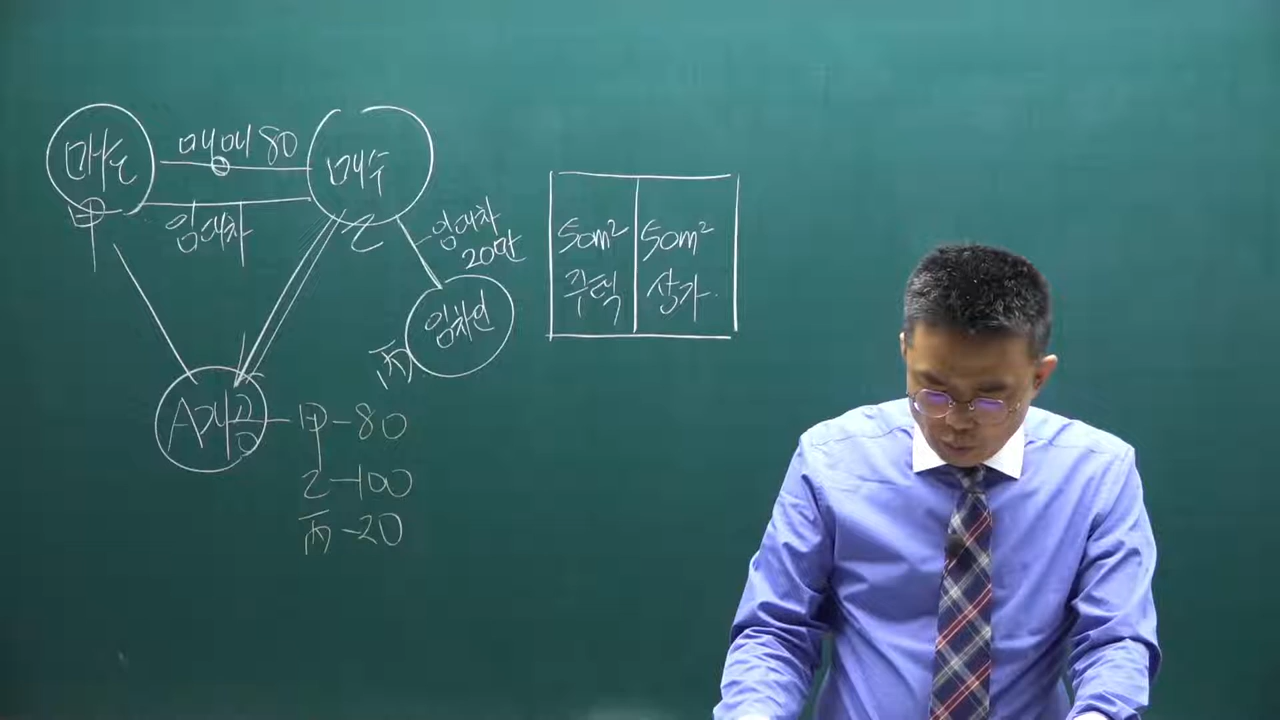 매도
매매 80
매수
甲
임대차
乙
임대차
20만
임차인
丙
A개공
甲-80
乙-100
丙-20
50m² 50m²
주택 상가